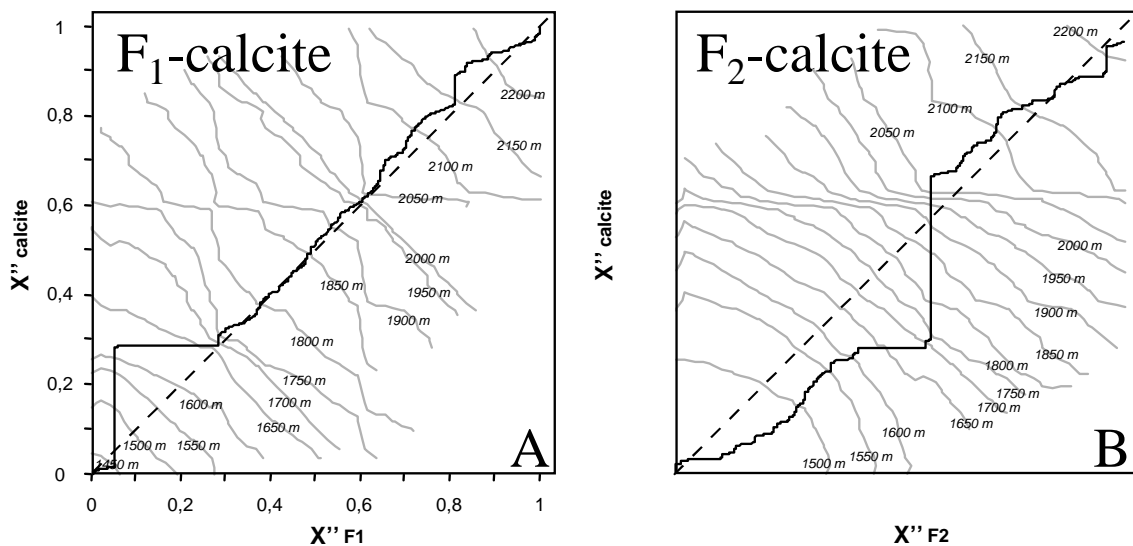 F1-calcite
1
0,8
0,6
0,4
0,2
0
X’’ calcite
2200 m
2150 m
2100 m
2050 m
2000 m
1950 m
1900 m
1850 m
1800 m
1750 m
1700 m
1650 m
1600 m
1550 m
1500 m
1450 m
A
0 0,2 0,4 0,6 0,8 1
X’’ F1
F2-calcite
X’’ calcite
2200 m
2150 m
2100 m
2050 m
2000 m
1950 m
1900 m
1850 m
1800 m
1750 m
1700 m
1650 m
1600 m
1550 m
1500 m
B
X’’ F2